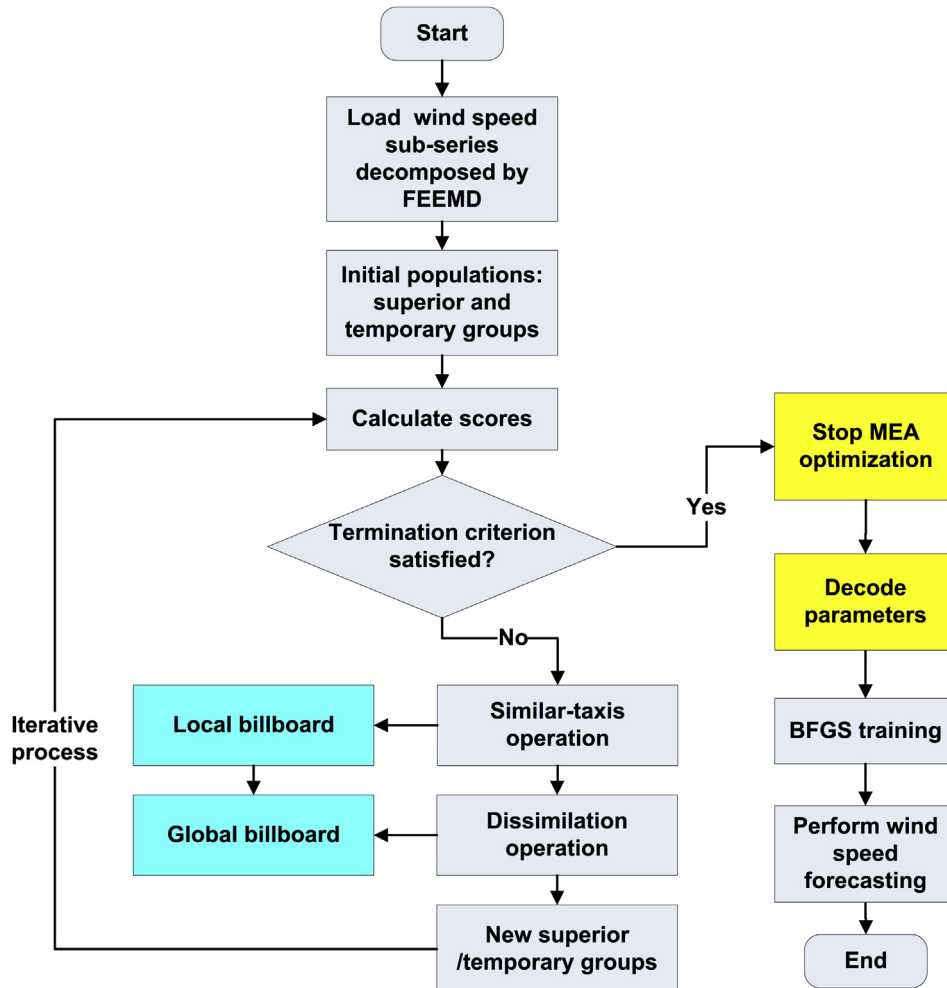 Start
Load wind speed
sub-series
decomposed by
FEEMD
Initial populations:
superior and
temporary groups
Calculate scores
Termination criterion
satisfied?
Yes
No
Stop MEA
optimization
Decode
parameters
BFGS training
Perform wind
speed
forecasting
End
Similar-taxis
operation
Local billboard
Dissimilation
operation
Global billboard
New superior
/temporary groups
Iterative
process